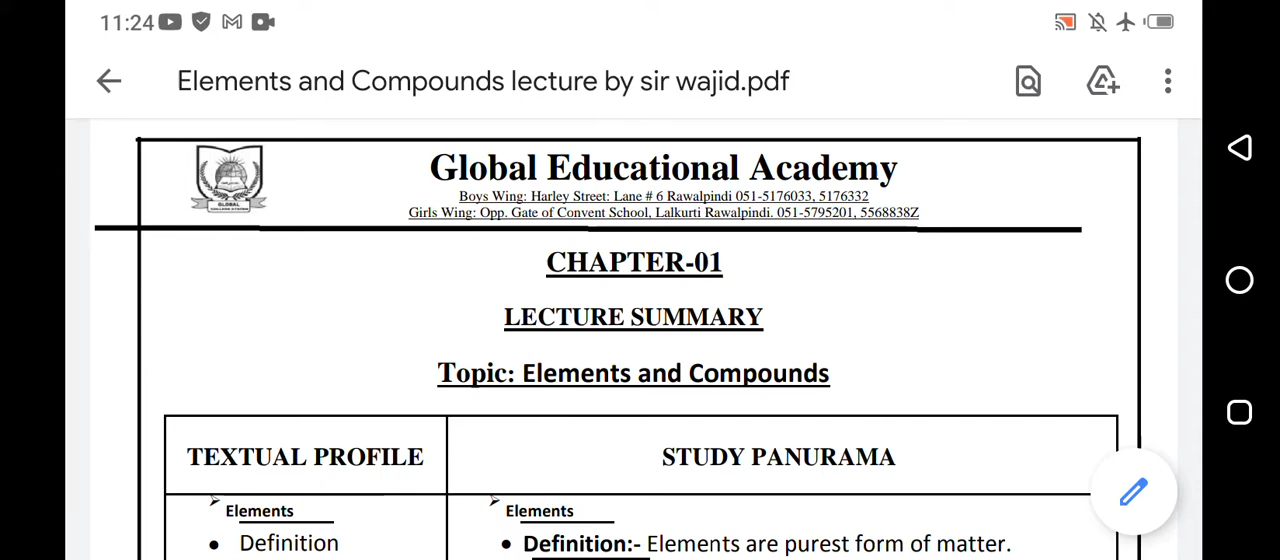 11:24
Elements and Compounds lecture by sir wajid.pdf
Global Educational Academy
Boys Wing: Harley Street: Lane # 6 Rawalpindi 051-5176033, 5176332
Girls Wing: Opp. Gate of Convent School, Lalkurti Rawalpindi. 051-5795201, 5568838Z
GLOBAL
CHAPTER-01
LECTURE SUMMARY
Topic: Elements and Compounds
TEXTUAL PROFILE
STUDY PANURAMA
➢ Elements
• Definition
➢ Elements
• Definition:- Elements are purest form of matter.